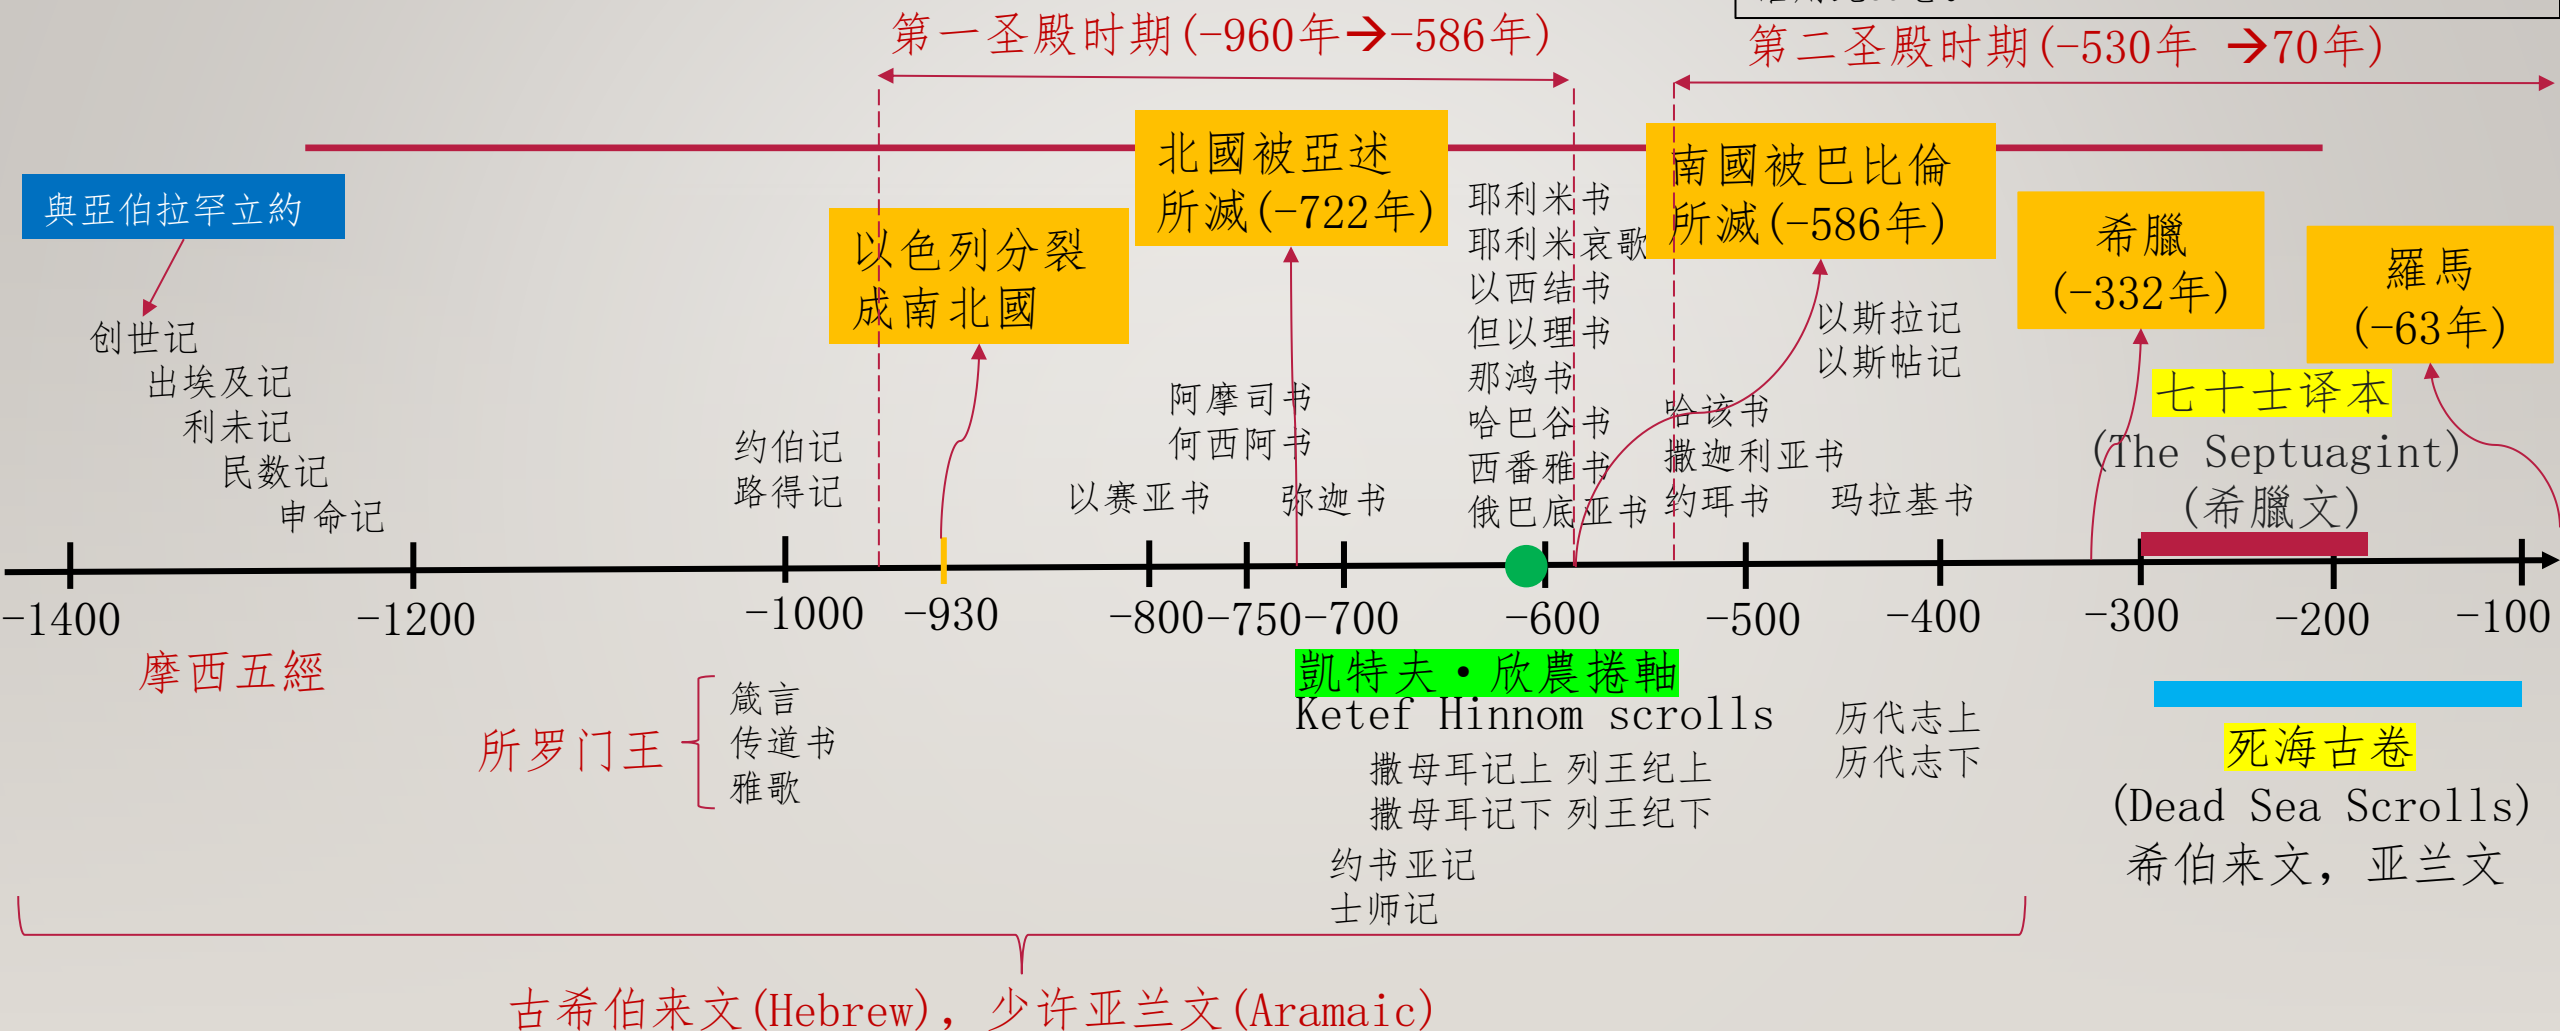 第一圣殿时期(-960年→-586年)
第二圣殿时期(-530年 →70年)
北國被亞述
所滅(-722年)
南國被巴比倫
所滅(-586年)
與亞伯拉罕立約
以色列分裂
成南北國
希臘
(-332年)
羅馬
(-63年)
创世记
出埃及记
利未记
民数记
申命记
约伯记
路得记
阿摩司书
何西阿书
以赛亚书
弥迦书
耶利米书
耶利米哀歌
以西结书
但以理书
那鸿书
哈巴谷书
西番雅书
俄巴底亚书
以斯拉记
以斯帖记
哈该书
撒迦利亚书
约珥书
玛拉基书
七十士译本
(The Septuagint)
(希臘文)
-1400
-1200
-1000
-930
-800
-750
-700
-600
-500
-400
-300
-200
-100
摩西五經
所罗门王
箴言
传道书
雅歌
凱特夫·欣農捲軸
Ketef Hinnom scrolls
撒母耳记上 列王纪上
撒母耳记下 列王纪下
约书亚记
士师记
历代志上
历代志下
死海古卷
(Dead Sea Scrolls)
希伯来文，亚兰文
古希伯来文(Hebrew)，少许亚兰文(Aramaic)